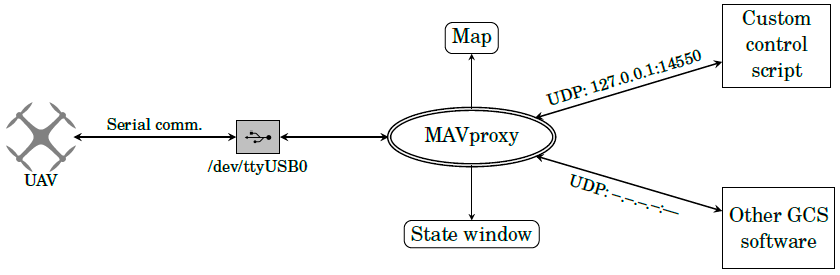 Map
Custom
control
script
UDP: 127.0.0.1:14550
Serial comm.
MAVproxy
UAV
/dev/ttyUSB0
UDP: _._._._:__
Other GCS
software
State window